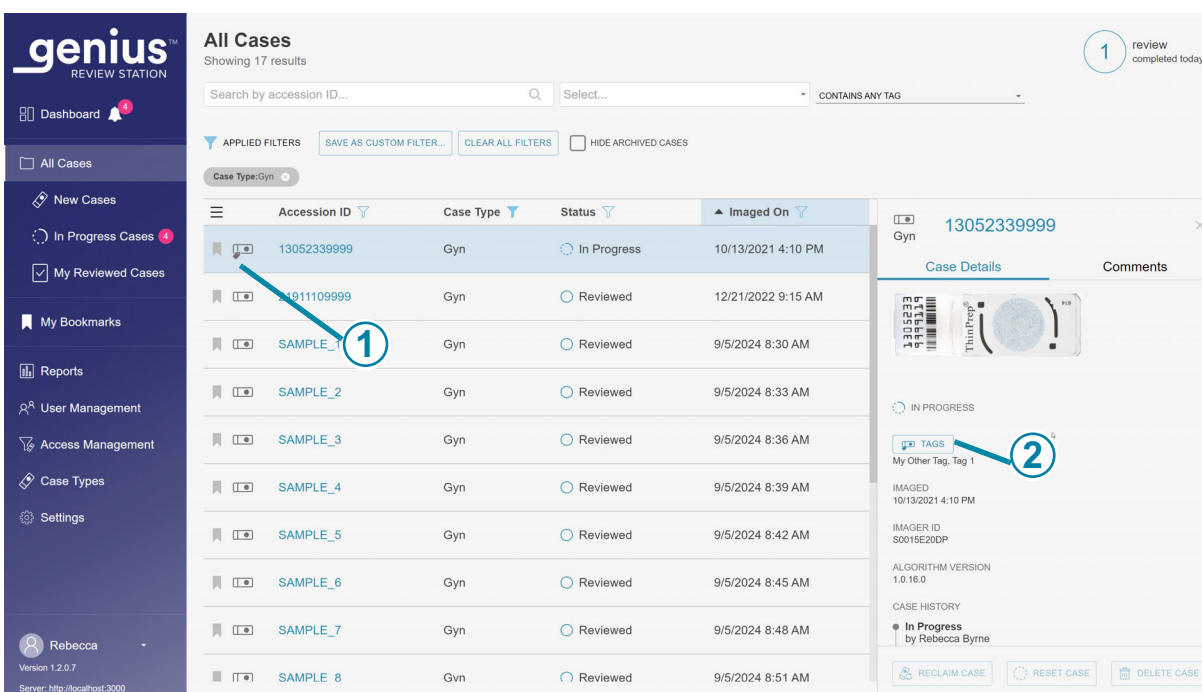 genius™
REVIEW STATION
Dashboard 4
All Cases
New Cases
In Progress Cases 4
My Reviewed Cases
My Bookmarks
Reports
User Management
Access Management
Case Types
Settings
Rebecca
Version 1.2.0.7
Server: http://localhost:3000
All Cases
Showing 17 results
1 review
completed today
Search by accession ID... Select... CONTAINS ANY TAG
APPLIED FILTERS SAVE AS CUSTOM FILTER... CLEAR ALL FILTERS HIDE ARCHIVED CASES
Case Type:Gyn
Accession ID Case Type Status Imaged On
13052339999 Gyn In Progress 10/13/2021 4:10 PM
21911109999 Gyn Reviewed 12/21/2022 9:15 AM
SAMPLE_1 Gyn Reviewed 9/5/2024 8:30 AM
SAMPLE_2 Gyn Reviewed 9/5/2024 8:33 AM
SAMPLE_3 Gyn Reviewed 9/5/2024 8:36 AM
SAMPLE_4 Gyn Reviewed 9/5/2024 8:39 AM
SAMPLE_5 Gyn Reviewed 9/5/2024 8:42 AM
SAMPLE_6 Gyn Reviewed 9/5/2024 8:45 AM
SAMPLE_7 Gyn Reviewed 9/5/2024 8:48 AM
SAMPLE_8 Gyn Reviewed 9/5/2024 8:51 AM
1
Gyn 13052339999
Case Details Comments
ThinPrep®
IN PROGRESS
TAGS
2
My Other Tag, Tag 1
IMAGED
10/13/2021 4:10 PM
IMAGER ID
S0015E20DP
ALGORITHM VERSION
1.0.16.0
CASE HISTORY
In Progress
by Rebecca Byrne
RECLAIM CASE RESET CASE DELETE CASE